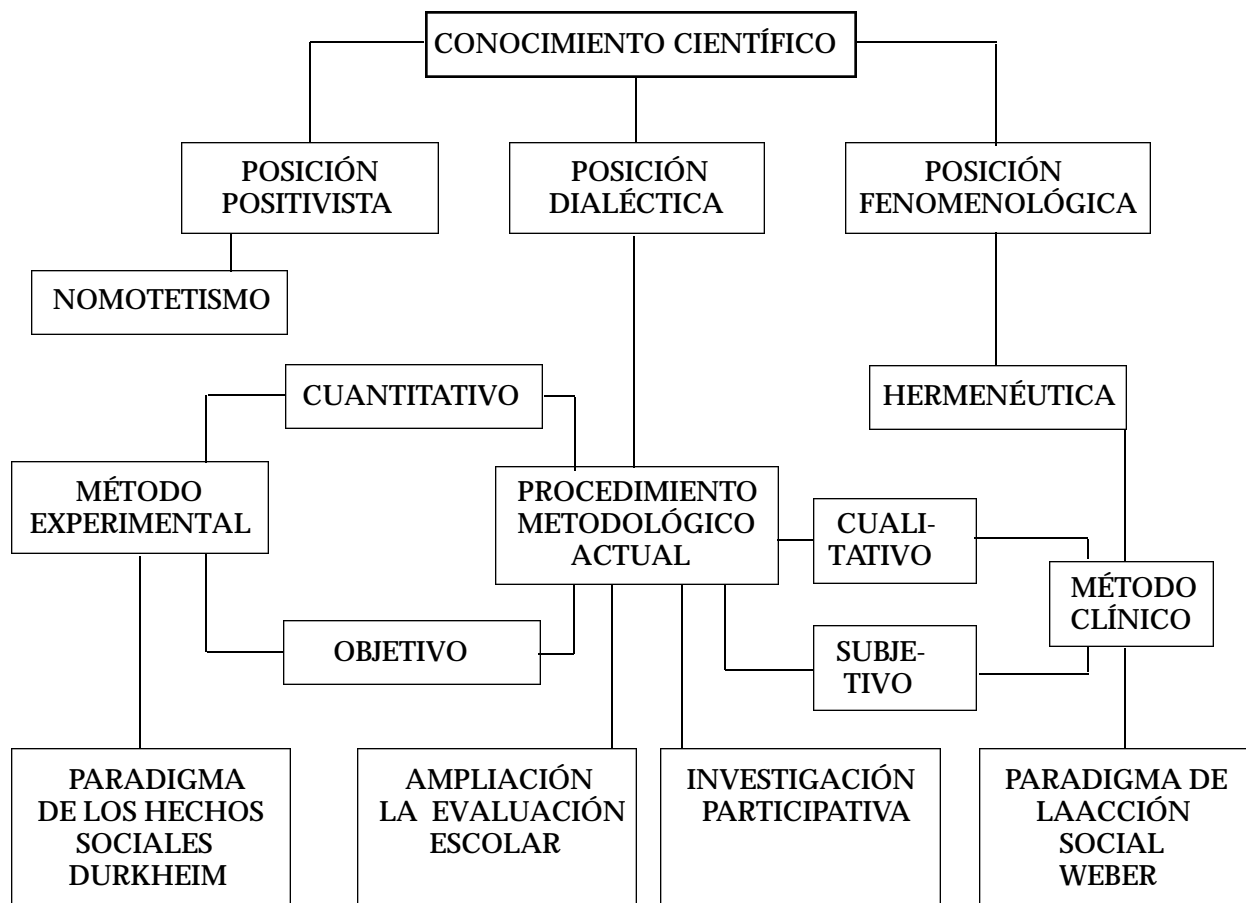 CONOCIMIENTO CIENTÍFICO
POSICIÓN
POSITIVISTA
POSICIÓN
DIALÉCTICA
POSICIÓN
FENOMENOLÓGICA
NOMOTETISMO
CUANTITATIVO
HERMENÉUTICA
MÉTODO
EXPERIMENTAL
PROCEDIMIENTO
METODOLÓGICO
ACTUAL
CUALI-
TATIVO
MÉTODO
CLÍNICO
OBJETIVO
SUBJE-
TIVO
PARADIGMA
DE LOS HECHOS
SOCIALES
DURKHEIM
AMPLIACIÓN
LA EVALUACIÓN
ESCOLAR
INVESTIGACIÓN
PARTICIPATIVA
PARADIGMA DE
LAACCIÓN
SOCIAL
WEBER